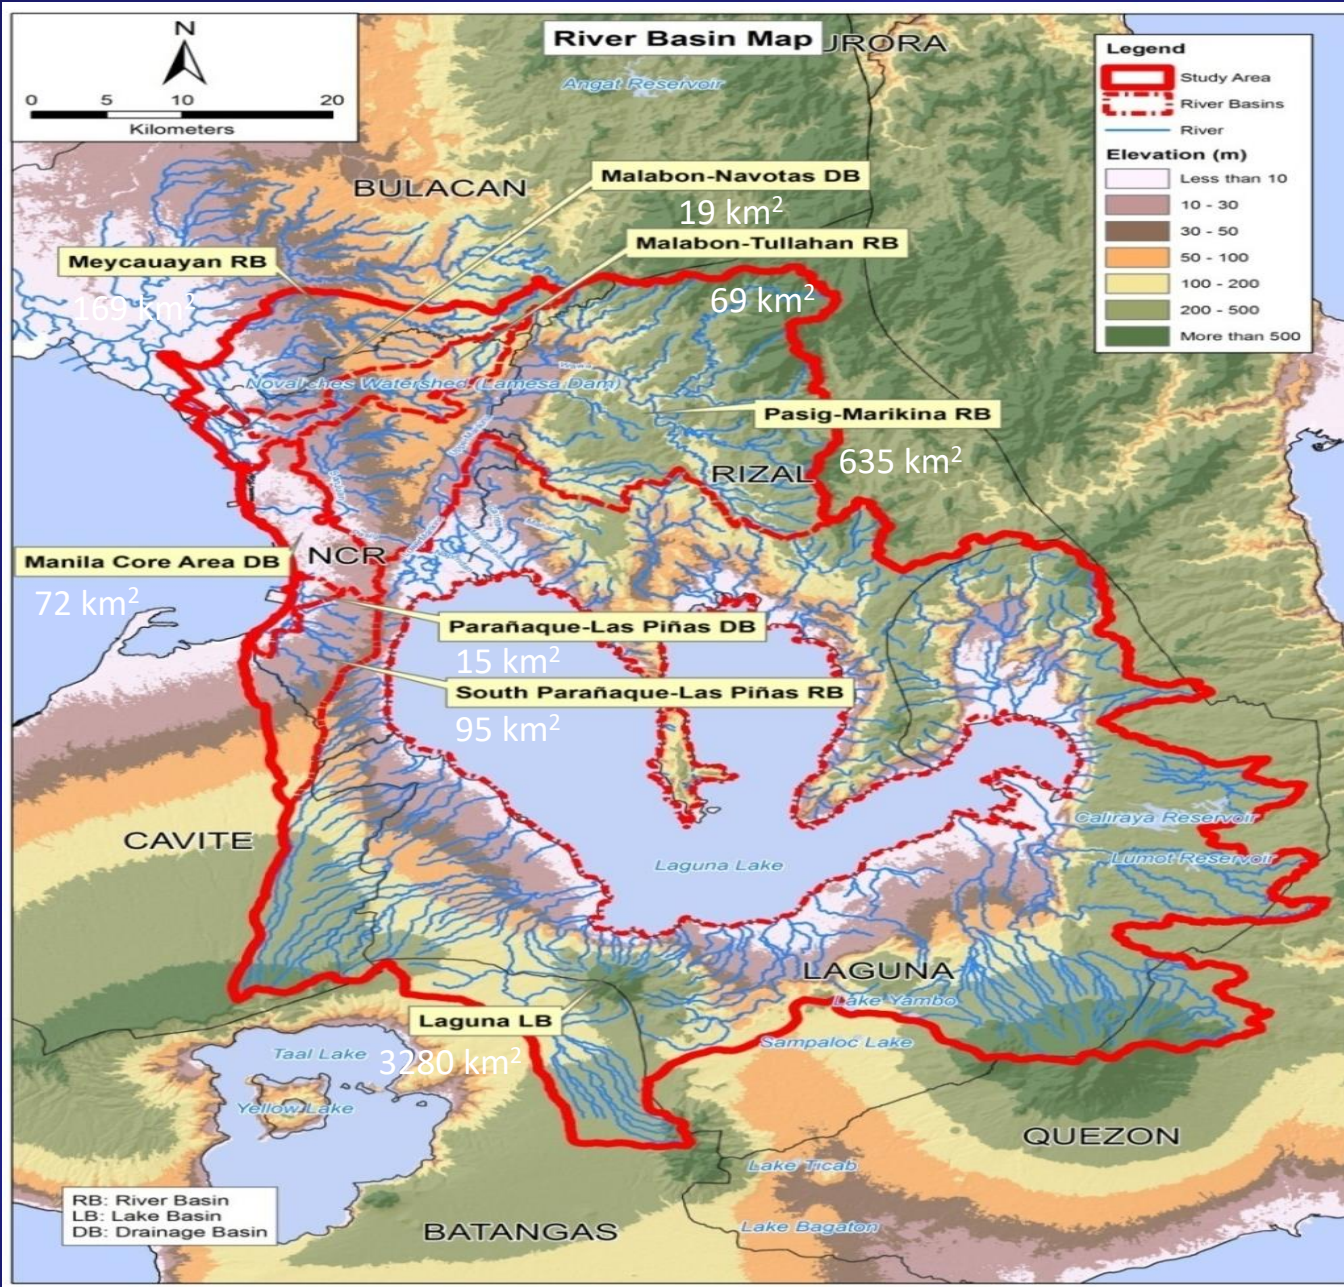 River Basin Map
URORA
N
0 5 10 20
Kilometers
Angat Reservoir
Legend
Study Area
River Basins
River
Elevation (m)
Less than 10
10 - 30
30 - 50
50 - 100
100 - 200
200 - 500
More than 500
BULACAN
Malabon-Navotas DB
19 km²
Malabon-Tullahan RB
69 km²
Meycauayan RB
169 km²
Wawa
Novaliches Watershed (Lamesa Dam)
Pasig-Marikina RB
635 km²
RIZAL
NCR
Manila Core Area DB
72 km²
Parañaque-Las Piñas DB
15 km²
South Parañaque-Las Piñas RB
95 km²
CAVITE
Caliraya Reservoir
Lumot Reservoir
Laguna Lake
LAGUNA
Lake Yambo
Laguna LB
3280 km²
Sampaloc Lake
Taal Lake
Yellow Lake
QUEZON
Lake Ticab
Lake Bagaton
BATANGAS
RB: River Basin
LB: Lake Basin
DB: Drainage Basin